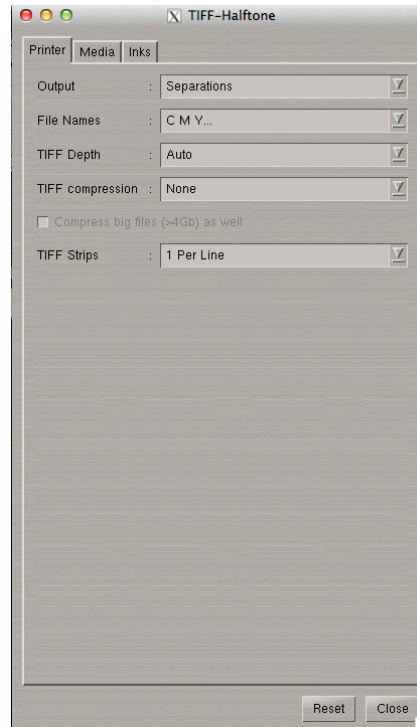 X TIFF-Halftone
Printer Media Inks
Output : Separations
File Names : C M Y...
TIFF Depth : Auto
TIFF compression : None
Compress big files (>4Gb) as well
TIFF Strips : 1 Per Line
Reset Close